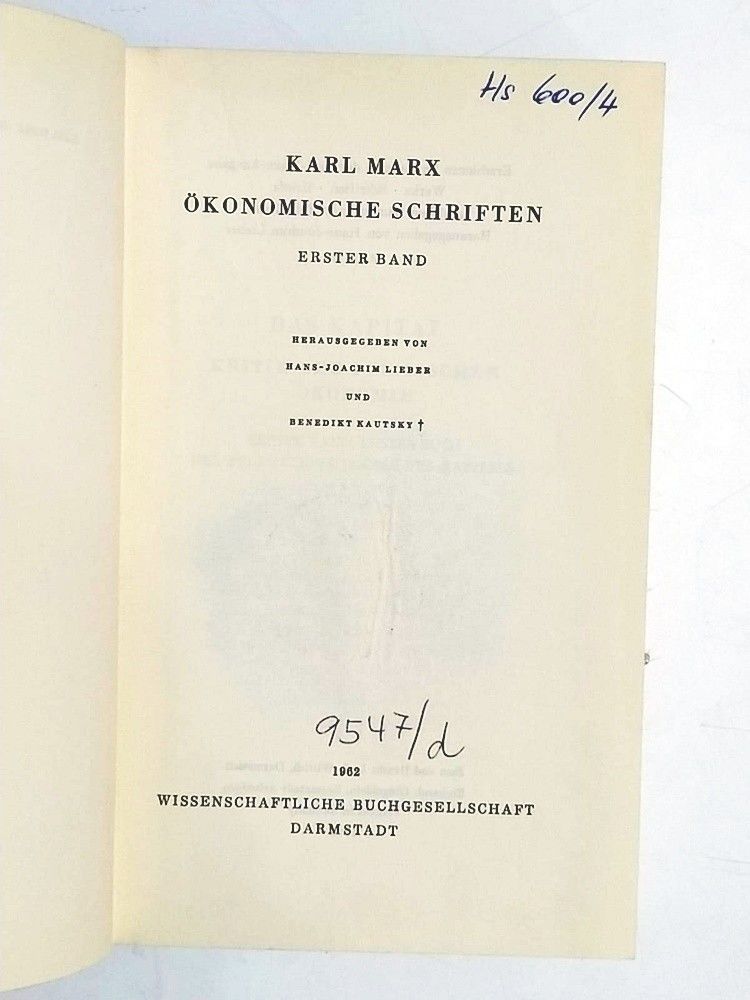 Hs 600/4
KARL MARX
ÖKONOMISCHE SCHRIFTEN
ERSTER BAND
HERAUSGEGEBEN VON
HANS-JOACHIM LIEBER
UND
BENEDIKT KAUTSKY †
9547/d
1962
WISSENSCHAFTLICHE BUCHGESELLSCHAFT
DARMSTADT